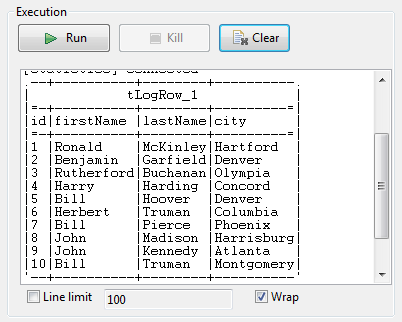 Execution
Run
Kill
Clear
[statistics] connected
.--+----------+---------+----------.
|            tLogRow_1             |
|=-+----------+---------+---------=|
id|firstName |lastName|city
|=-+----------+---------+---------=|
|1 |Ronald    |McKinley|Hartford  |
|2 |Benjamin  |Garfield|Denver    |
|3 |Rutherford|Buchanan|Olympia   |
|4 |Harry     |Harding |Concord   |
|5 |Bill      |Hoover  |Denver    |
|6 |Herbert   |Truman  |Columbia  |
|7 |Bill      |Pierce  |Phoenix   |
|8 |John      |Madison |Harrisburg|
|9 |John      |Kennedy |Atlanta   |
|10|Bill      |Truman  |Montgomery|
'--+----------+---------+----------'
Line limit 100 Wrap